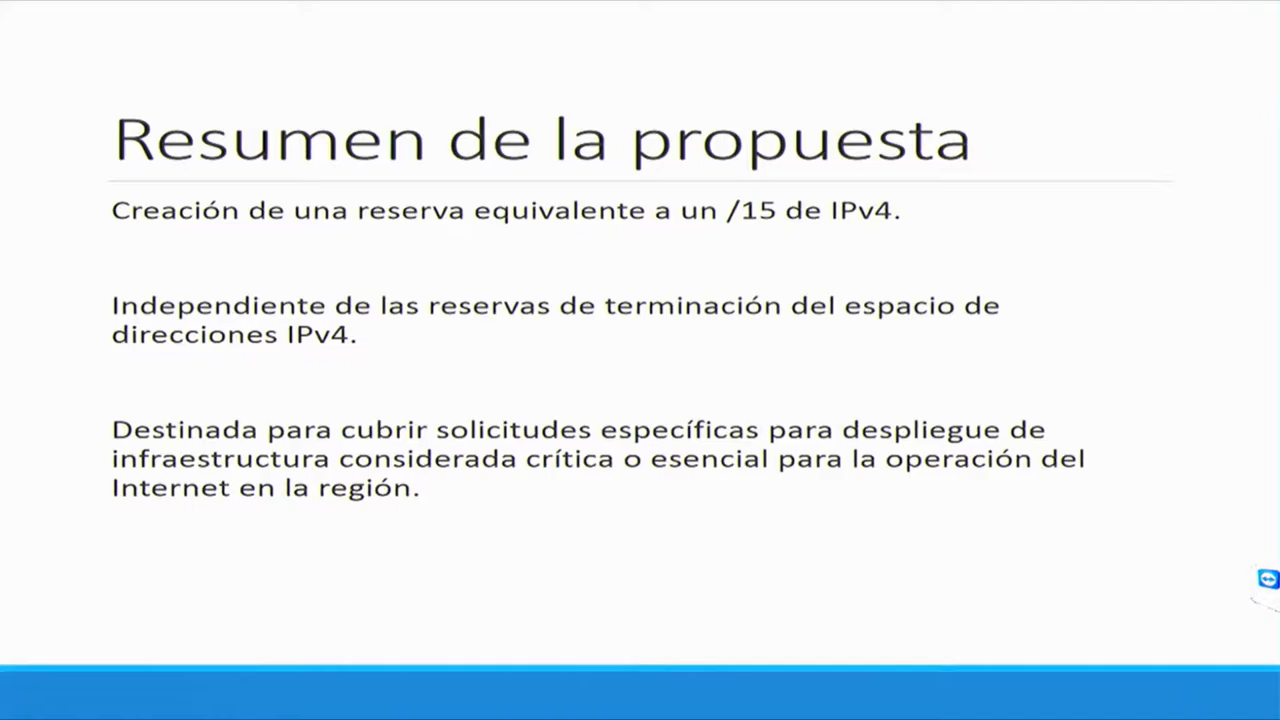 Resumen de la propuesta
Creación de una reserva equivalente a un /15 de IPv4.
Independiente de las reservas de terminación del espacio de
direcciones IPv4.
Destinada para cubrir solicitudes específicas para despliegue de
infraestructura considerada crítica o esencial para la operación del
Internet en la región.